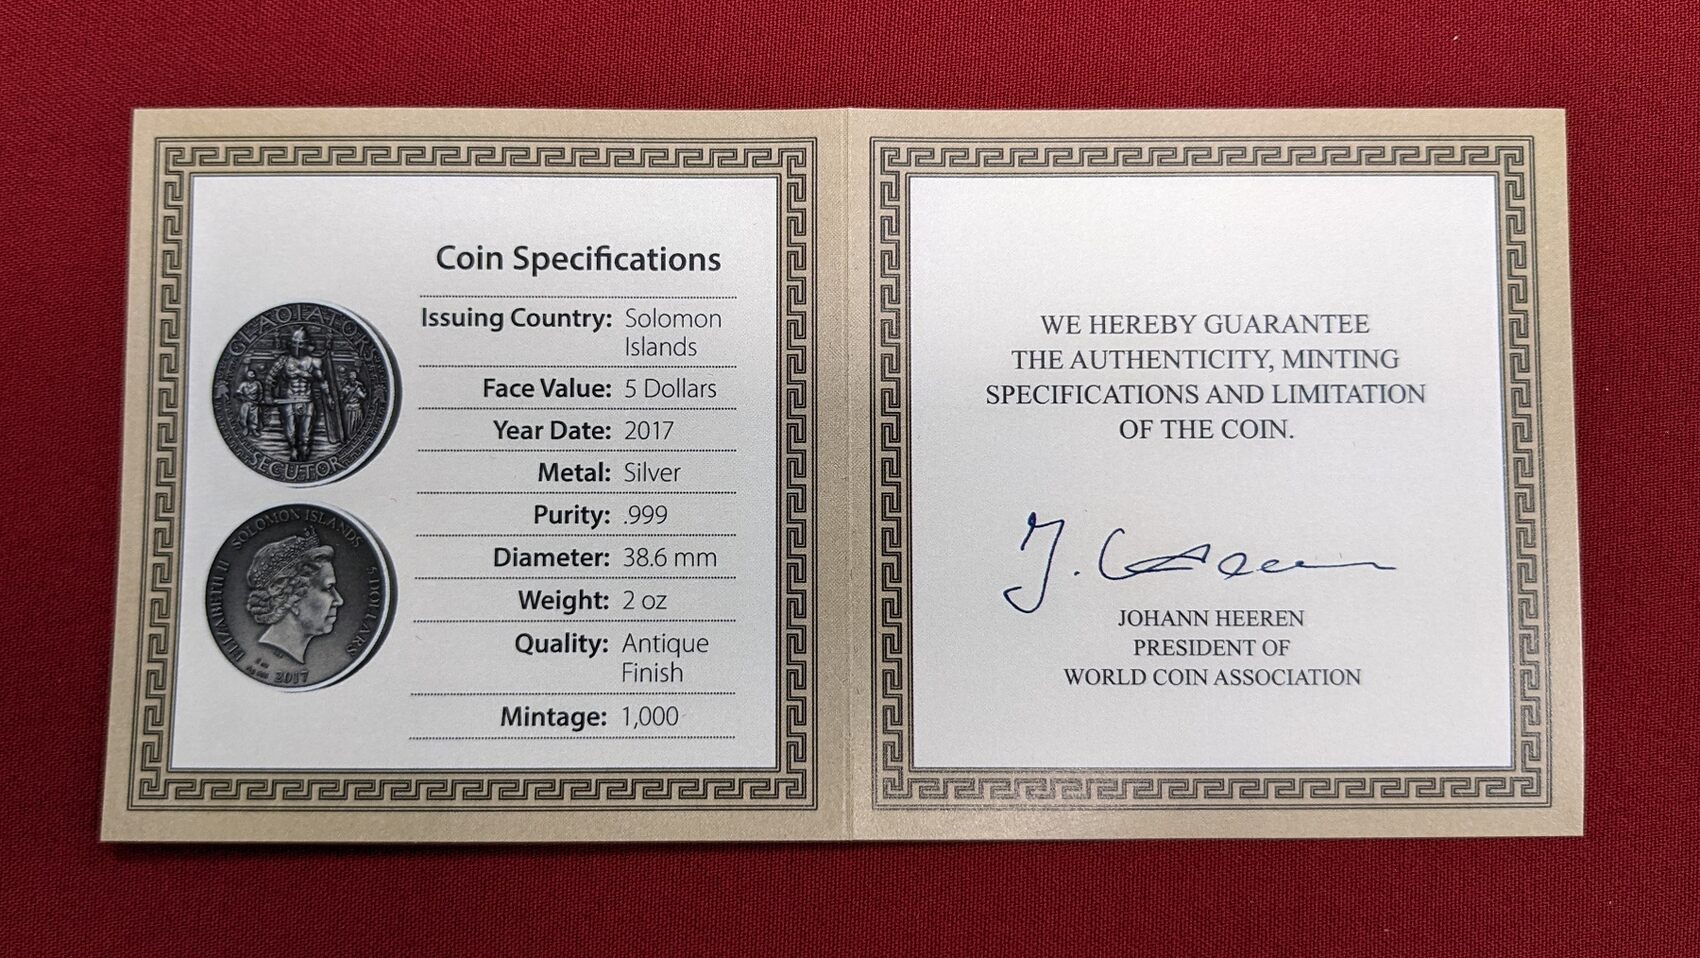 GLADIATORS
SECUTOR
SOLOMON ISLANDS
ELIZABETH II
5 DOLLARS
2017
Coin Specifications
Issuing Country: Solomon
Islands
Face Value: 5 Dollars
Year Date: 2017
Metal: Silver
Purity: .999
Diameter: 38.6 mm
Weight: 2 oz
Quality: Antique
Finish
Mintage: 1,000
WE HEREBY GUARANTEE
THE AUTHENTICITY, MINTING
SPECIFICATIONS AND LIMITATION
OF THE COIN.
JOHANN HEEREN
PRESIDENT OF
WORLD COIN ASSOCIATION